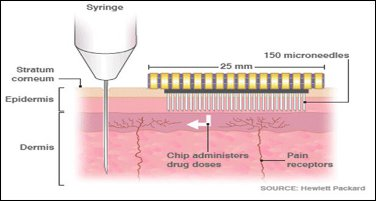 Syringe
25 mm
150 microneedles
Stratum
corneum
Epidermis
Dermis
Chip administers
drug doses
Pain
receptors
SOURCE: Hewlett Packard